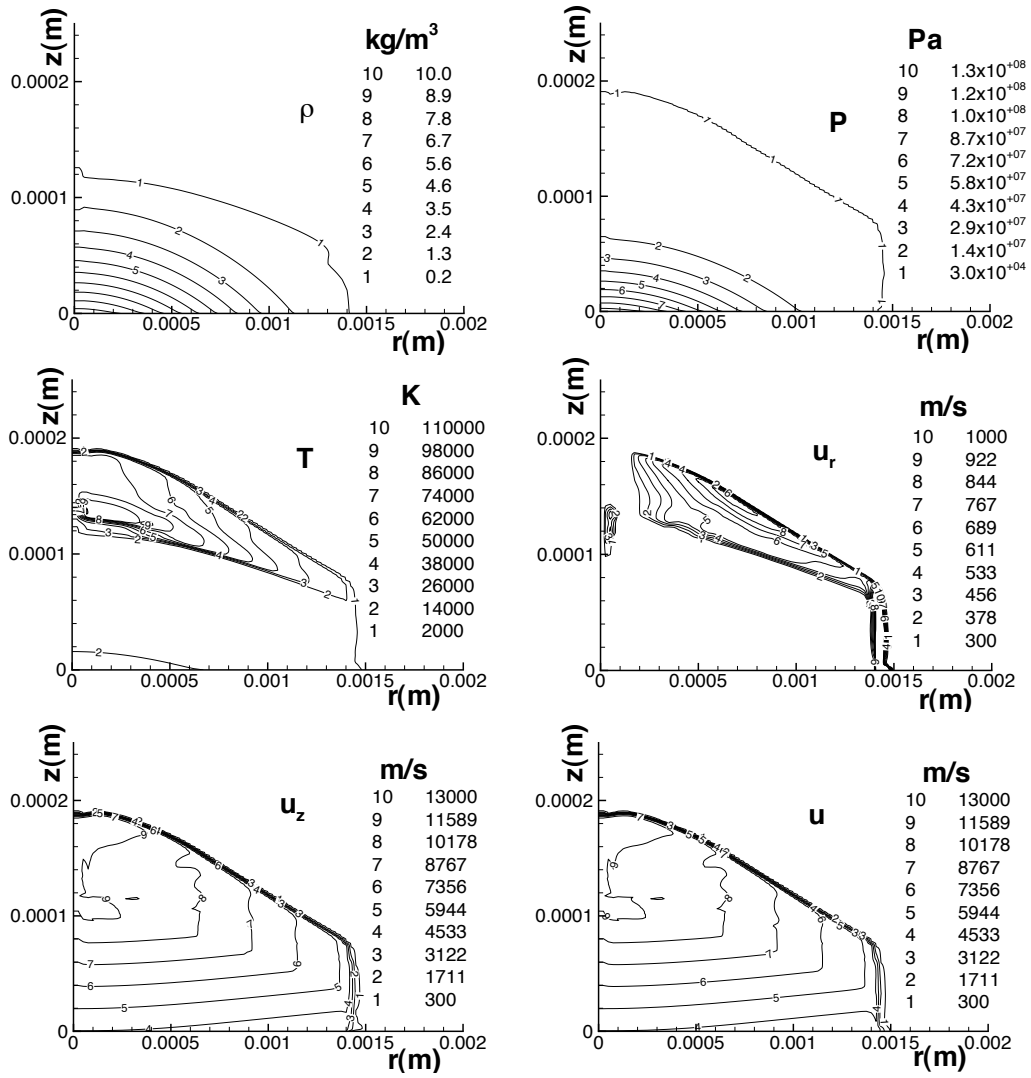 z(m)
0.0002
0.0001
0
0
0.0005
0.001
0.0015
0.002
r(m)
ρ
kg/m³
10 10.0
9 8.9
8 7.8
7 6.7
6 5.6
5 4.6
4 3.5
3 2.4
2 1.3
1 0.2
z(m)
0.0002
0.0001
0
0
0.0005
0.001
0.0015
0.002
r(m)
P
Pa
10 1.3x10⁺⁰⁸
9 1.2x10⁺⁰⁸
8 1.0x10⁺⁰⁸
7 8.7x10⁺⁰⁷
6 7.2x10⁺⁰⁷
5 5.8x10⁺⁰⁷
4 4.3x10⁺⁰⁷
3 2.9x10⁺⁰⁷
2 1.4x10⁺⁰⁷
1 3.0x10⁺⁰⁴
z(m)
0.0002
0.0001
0
0
0.0005
0.001
0.0015
0.002
r(m)
T
K
10 110000
9 98000
8 86000
7 74000
6 62000
5 50000
4 38000
3 26000
2 14000
1 2000
z(m)
0.0002
0.0001
0
0
0.0005
0.001
0.0015
0.002
r(m)
uᵣ
m/s
10 1000
9 922
8 844
7 767
6 689
5 611
4 533
3 456
2 378
1 300
z(m)
0.0002
0.0001
0
0
0.0005
0.001
0.0015
0.002
r(m)
u_z
m/s
10 13000
9 11589
8 10178
7 8767
6 7356
5 5944
4 4533
3 3122
2 1711
1 300
z(m)
0.0002
0.0001
0
0
0.0005
0.001
0.0015
0.002
r(m)
u
m/s
10 13000
9 11589
8 10178
7 8767
6 7356
5 5944
4 4533
3 3122
2 1711
1 300